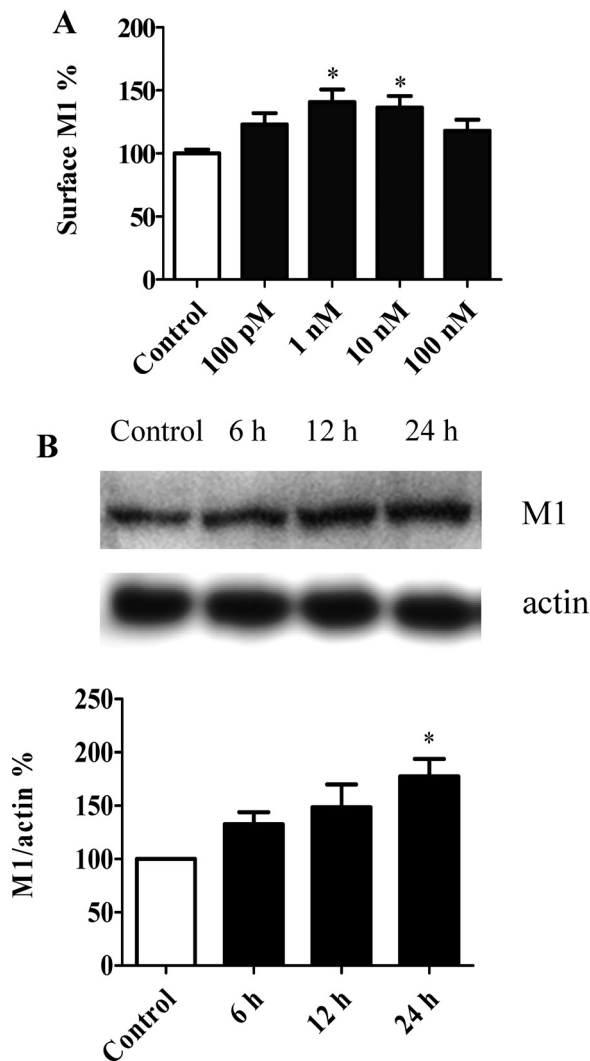 A
Surface M1 %
200
150
100
50
0
*
*
Control
100 pM
1 nM
10 nM
100 nM
B
Control 6 h 12 h 24 h
M1
actin
M1/actin %
250
200
150
100
50
0
*
Control
6 h
12 h
24 h